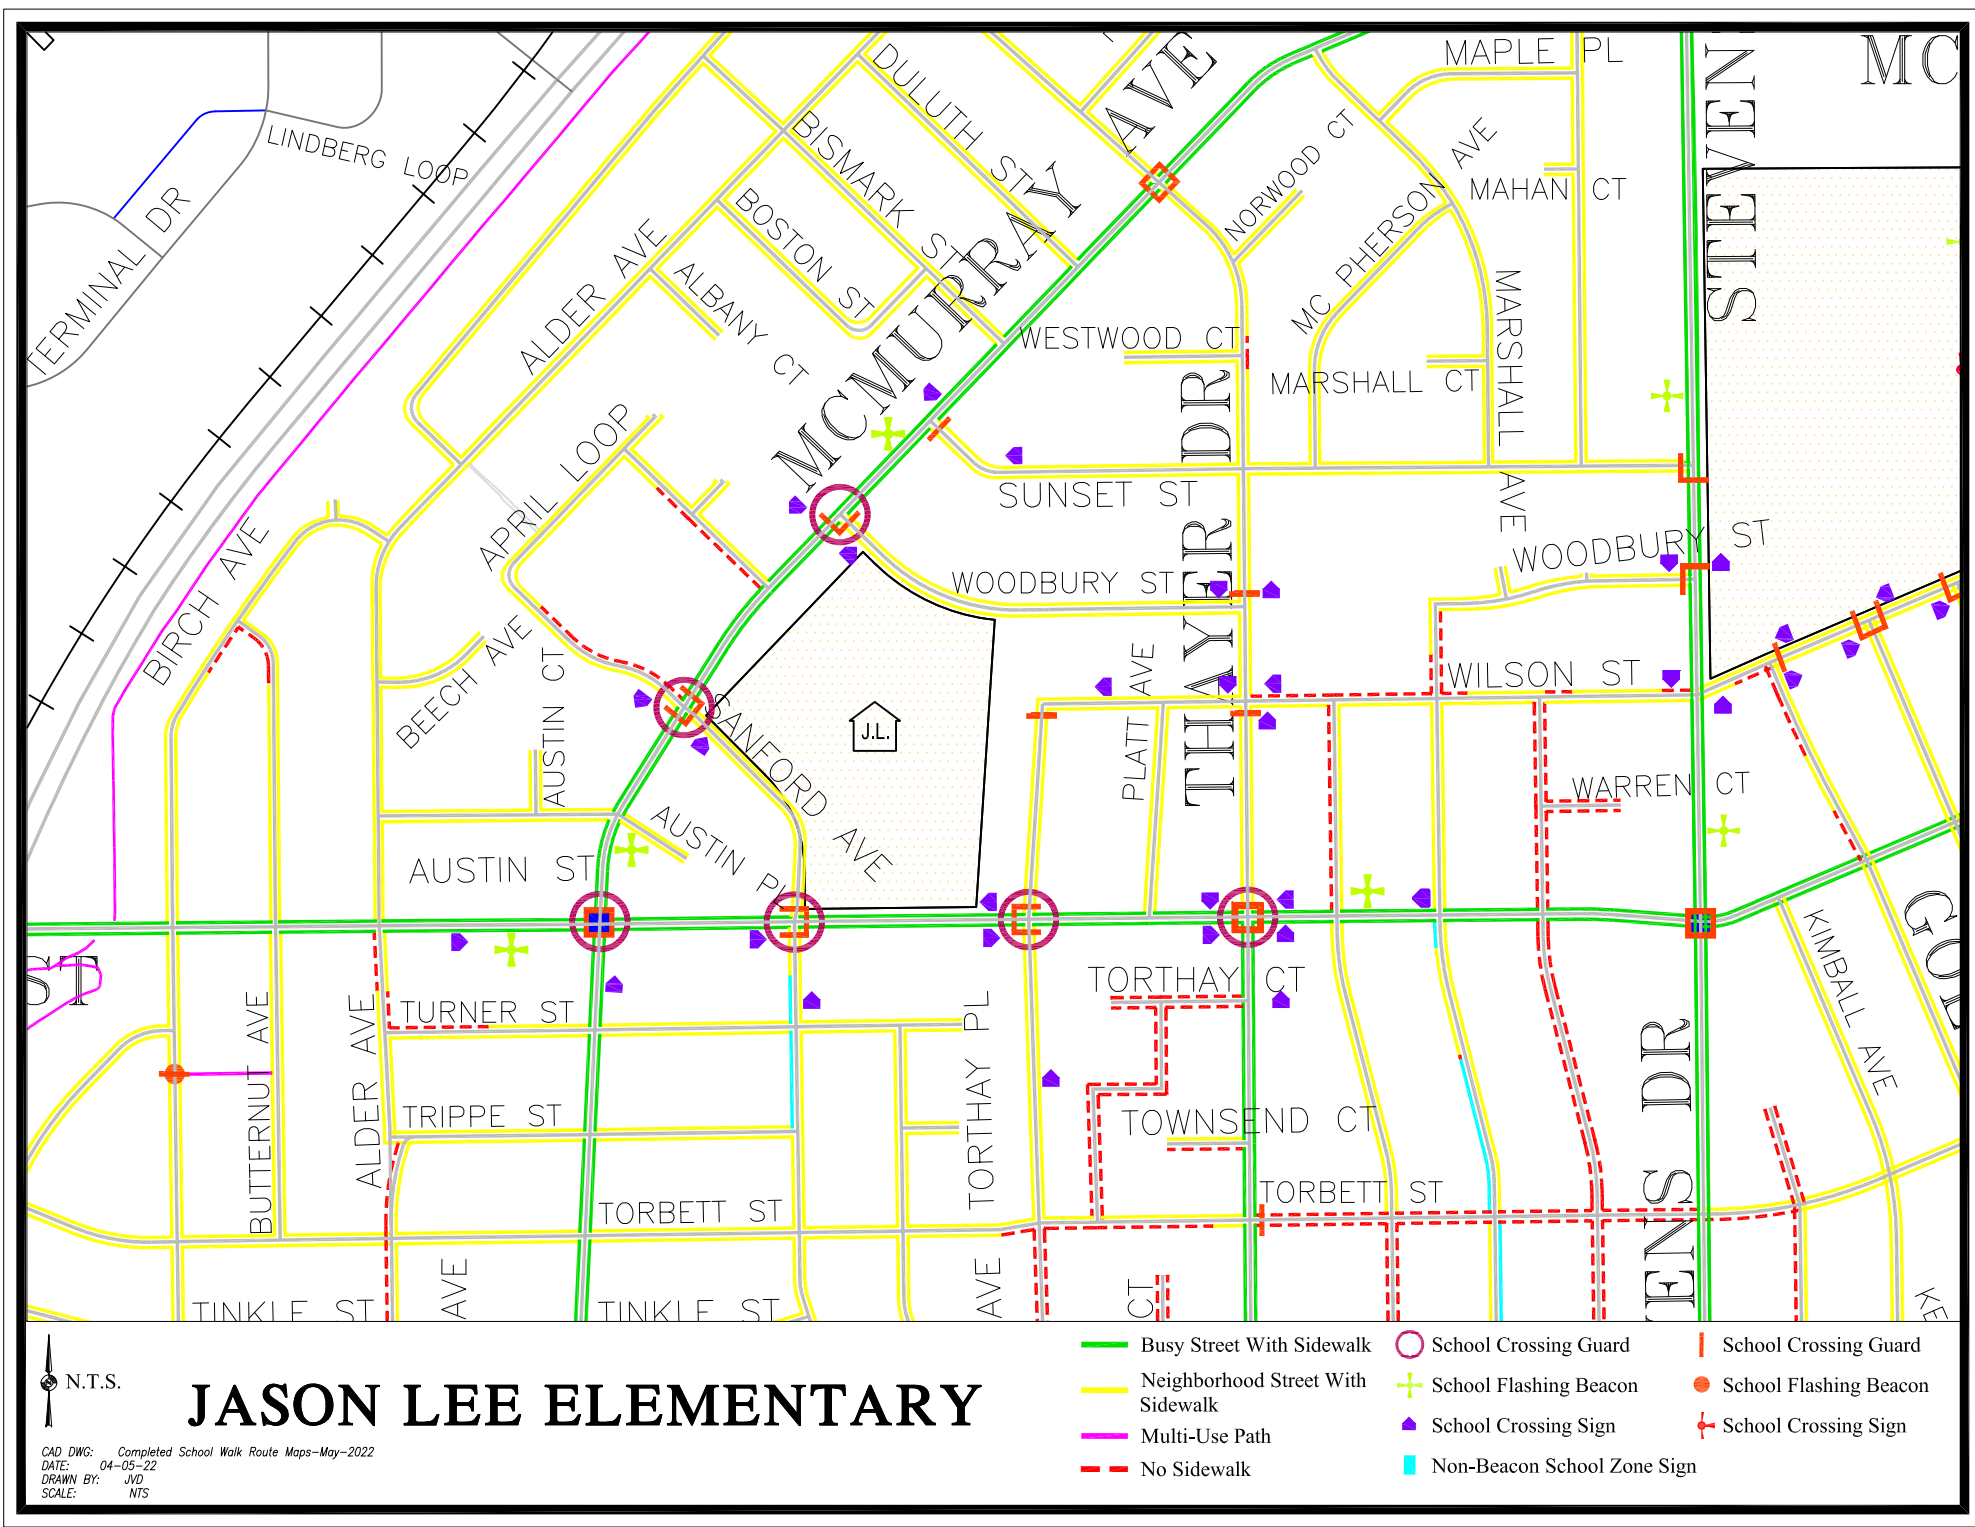 MAPLE PL
MC
DULUTH ST
AVE
STEVEN
LINDBERG LOOP
BISMARK ST
NORWOOD CT
MC PHERSON AVE
MAHAN CT
TERMINAL DR
BOSTON ST
ALDER AVE
ALBANY CT
MCMURRAY
WESTWOOD CT
MARSHALL CT
MARSHALL
AVE
THAYER DR
APRIL LOOP
SUNSET ST
WOODBURY ST
WOODBURY ST
BIRCH AVE
BEECH AVE
AUSTIN CT
SANFORD AVE
J.L.
PLATT AVE
THAYER DR
WILSON ST
WARREN CT
AUSTIN ST
AUSTIN PL
ST
KIMBALL AVE
GOL
TORTHAY CT
TURNER ST
BUTTERNUT AVE
ALDER AVE
TORTHAY PL
TRIPPE ST
TOWNSEND CT
ENS DR
TORBETT ST
TORBETT ST
TINKLE ST
AVE
TINKLE ST
AVE
CT
KE
N.T.S.
JASON LEE ELEMENTARY
CAD DWG: Completed School Walk Route Maps-May-2022
DATE: 04-05-22
DRAWN BY: JVD
SCALE: NTS
Busy Street With Sidewalk
Neighborhood Street With
Sidewalk
Multi-Use Path
No Sidewalk
School Crossing Guard
School Flashing Beacon
School Crossing Sign
Non-Beacon School Zone Sign
School Crossing Guard
School Flashing Beacon
School Crossing Sign